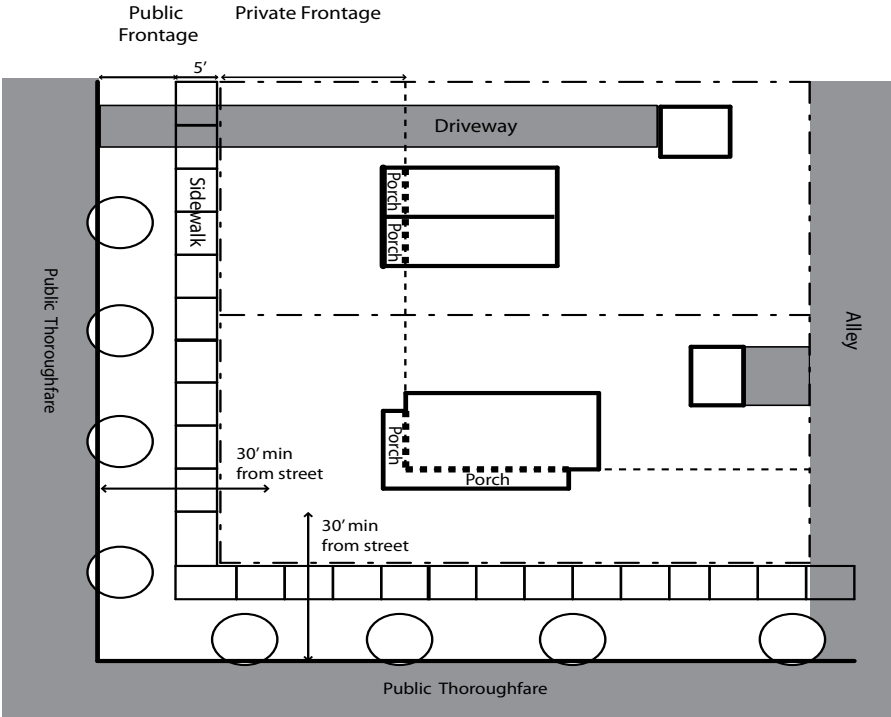 Public
Frontage
Private Frontage
5’
Driveway
Sidewalk
Porch
Porch
Public Thoroughfare
Alley
Porch
Porch
30’ min
from street
30’ min
from street
Public Thoroughfare